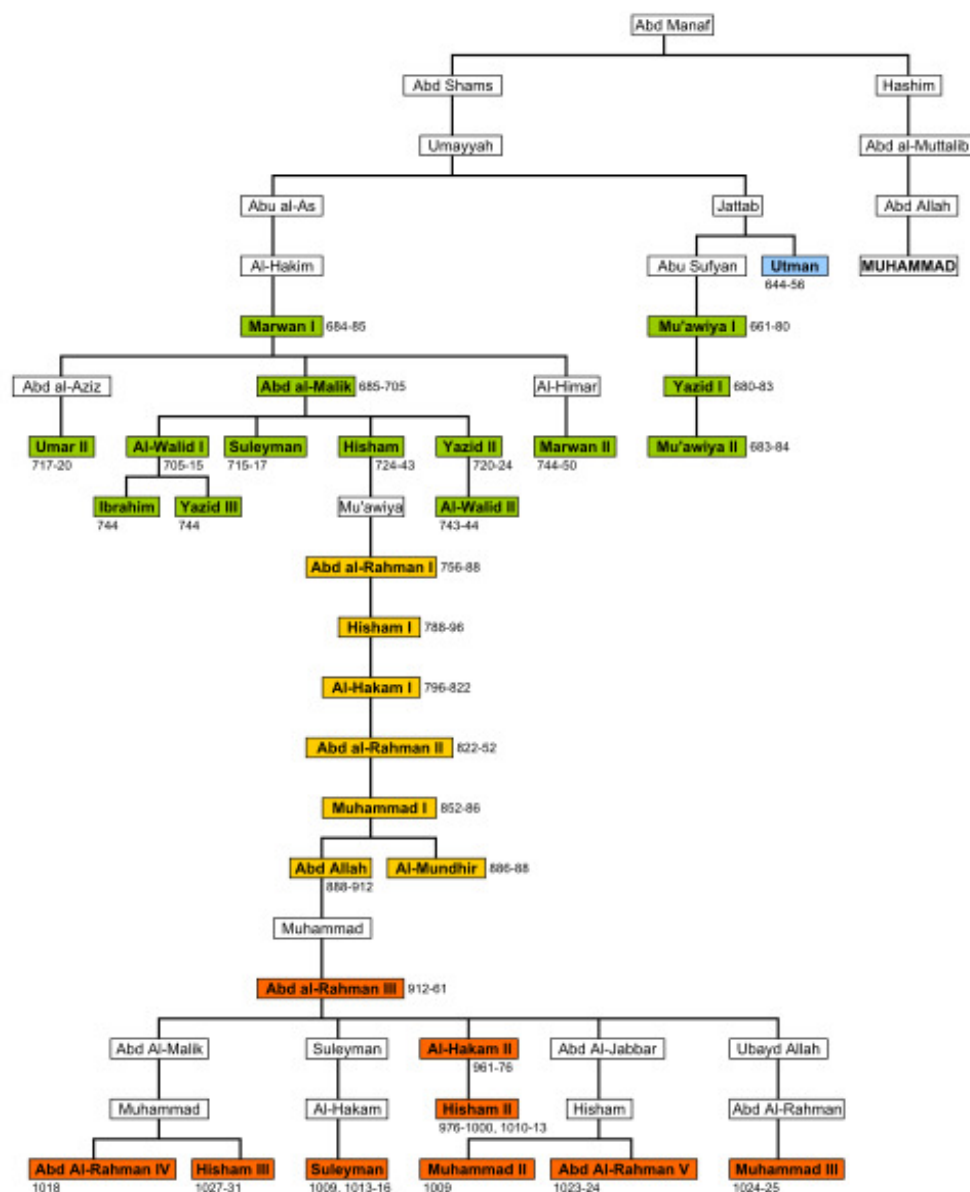 Abd Manaf
Abd Shams
Hashim
Umayyah
Abd al-Muttalib
Abu al-As
Jattab
Abd Allah
Al-Hakim
Abu Sufyan
Utman
MUHAMMAD
644-56
Marwan I 684-85
Mu'awiya I 661-80
Abd al-Aziz
Abd al-Malik 685-705
Al-Himar
Yazid I 680-83
Umar II
Al-Walid I
Suleyman
Hisham
Yazid II
Marwan II
Mu'awiya II 683-84
717-20
705-15
715-17
724-43
720-24
744-50
Ibrahim
Yazid III
Mu'awiya
Al-Walid II
744
744
743-44
Abd al-Rahman I 756-88
Hisham I 788-96
Al-Hakam I 796-822
Abd al-Rahman II 822-52
Muhammad I 852-86
Abd Allah
Al-Mundhir 886-88
888-912
Muhammad
Abd al-Rahman III 912-61
Abd Al-Malik
Suleyman
Al-Hakam II
Abd Al-Jabbar
Ubayd Allah
961-76
Muhammad
Al-Hakam
Hisham II
Hisham
Abd Al-Rahman
976-1000, 1010-13
Abd Al-Rahman IV
Hisham III
Suleyman
Muhammad II
Abd Al-Rahman V
Muhammad III
1018
1027-31
1009, 1013-16
1009
1023-24
1024-25